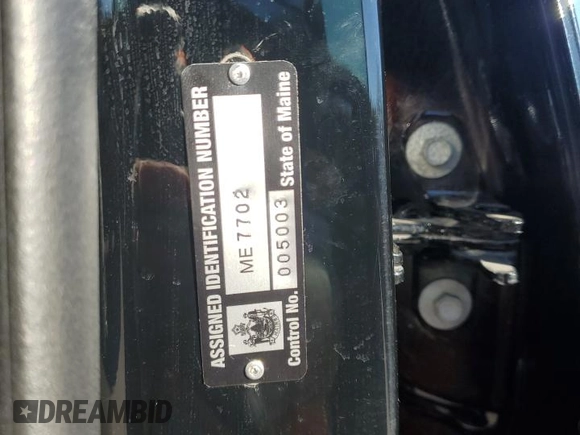 ASSIGNED IDENTIFICATION NUMBER
ME7702
Control No. 005003 State of Maine
DREAMBID